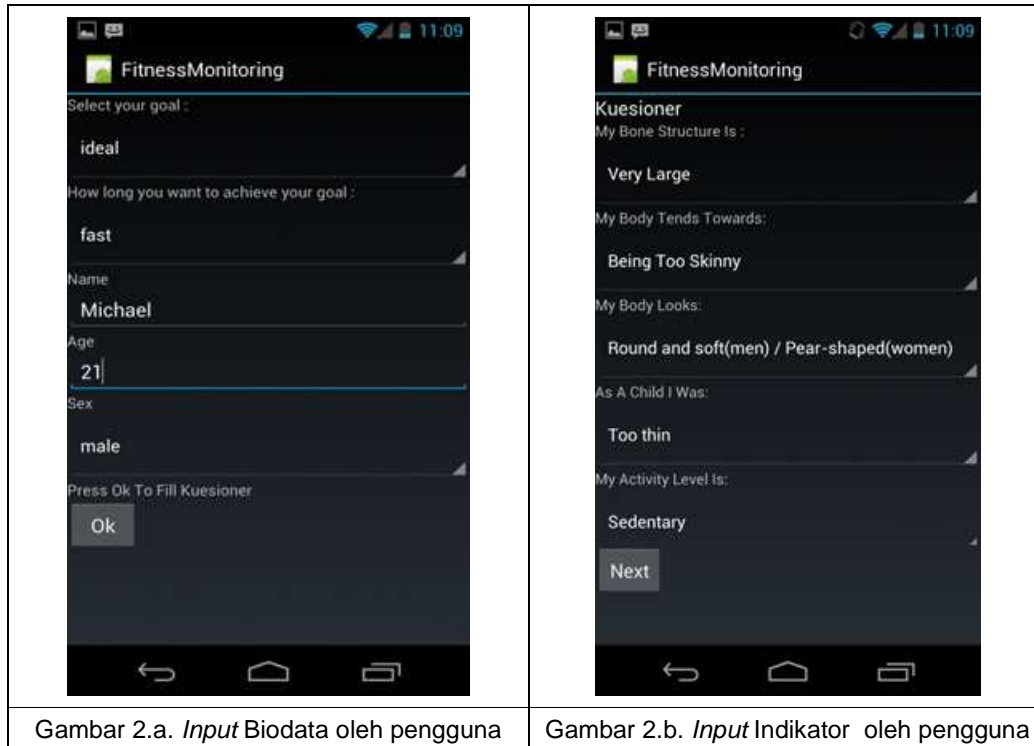 11:09
FitnessMonitoring
Select your goal :
ideal
How long you want to achieve your goal :
fast
Name
Michael
Age
21
Sex
male
Press Ok To Fill Kuesioner
Ok
Gambar 2.a. Input Biodata oleh pengguna
11:09
FitnessMonitoring
Kuesioner
My Bone Structure Is :
Very Large
My Body Tends Towards:
Being Too Skinny
My Body Looks:
Round and soft(men) / Pear-shaped(women)
As A Child I Was:
Too thin
My Activity Level Is:
Sedentary
Next
Gambar 2.b. Input Indikator oleh pengguna